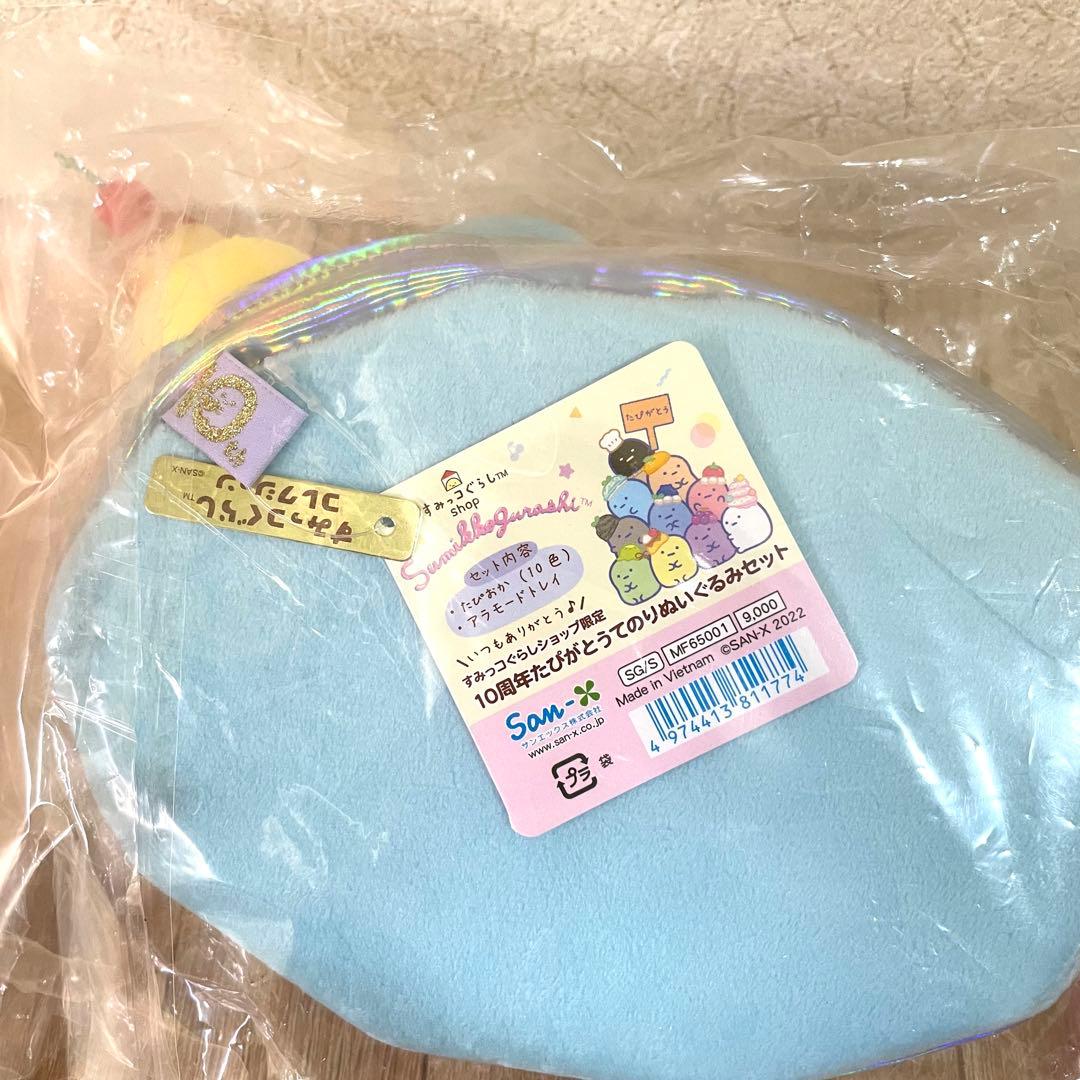 たぴがとう
すみっコぐらし™
shop
Sumikkogurashi™
セット内容
・たぴおか（10色）
・アラモードトレイ
\いつもありがとう♪/
すみっコぐらしショップ限定
10周年たぴがとうてのりぬいぐるみセット
SG/S MF65001 9,000
Made in Vietnam ©SAN-X 2022
San-X
サンエックス株式会社
www.san-x.co.jp
4 974413 811774
プラ 袋
すみっコぐらし™
コレクション
©SAN-X